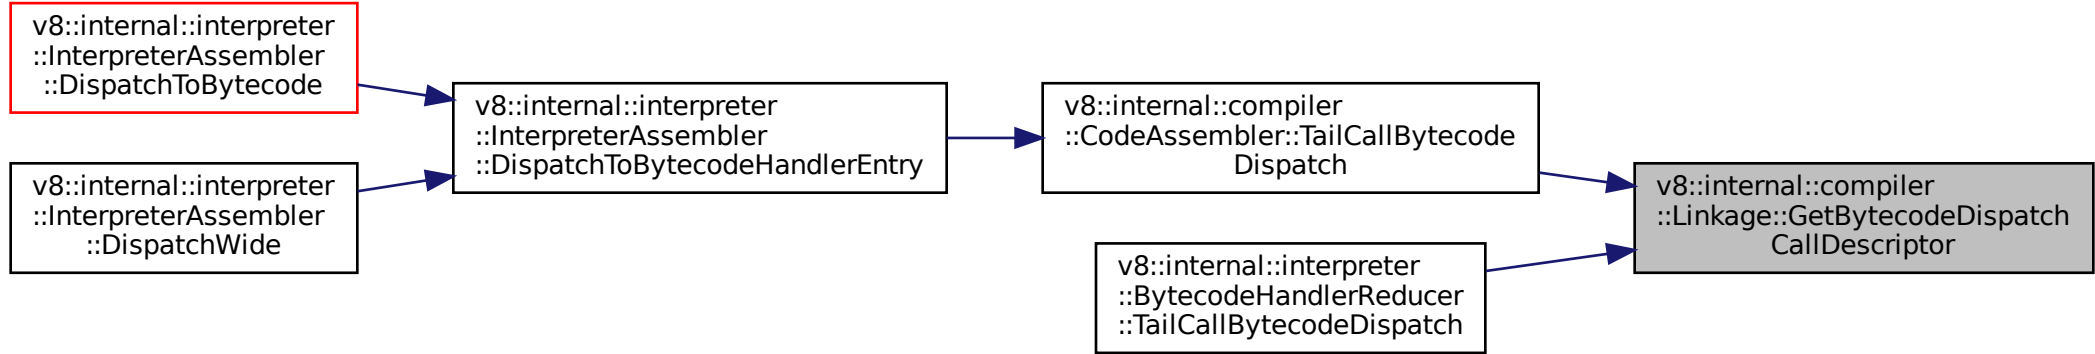 v8::internal::interpreter
::InterpreterAssembler
::DispatchToBytecode
v8::internal::interpreter
::InterpreterAssembler
::DispatchWide
v8::internal::interpreter
::InterpreterAssembler
::DispatchToBytecodeHandlerEntry
v8::internal::compiler
::CodeAssembler::TailCallBytecode
Dispatch
v8::internal::interpreter
::BytecodeHandlerReducer
::TailCallBytecodeDispatch
v8::internal::compiler
::Linkage::GetBytecodeDispatch
CallDescriptor